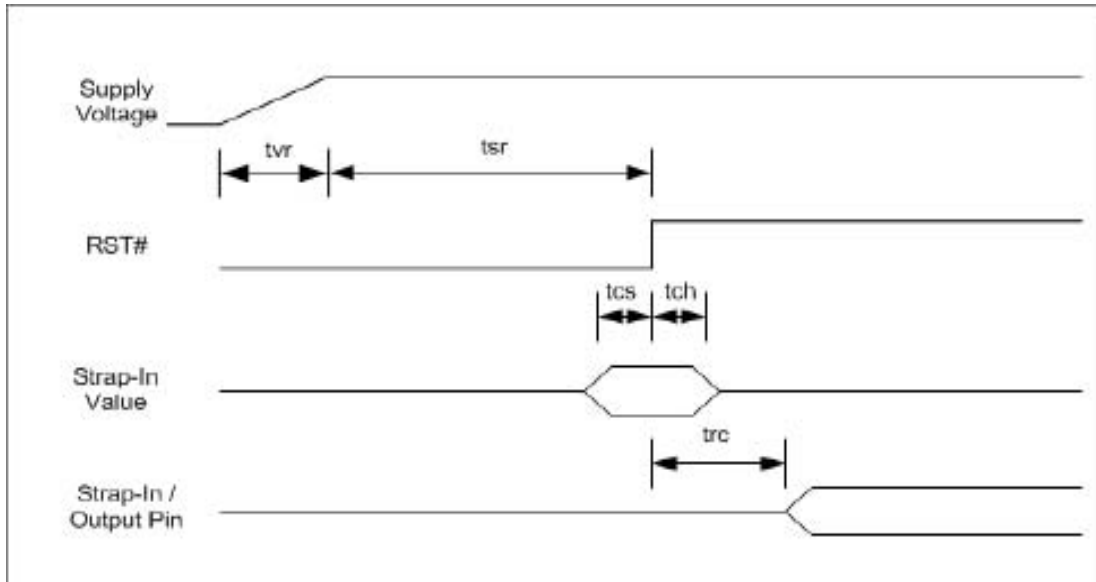 Supply
Voltage
tvr
tsr
RST#
tcs
tch
Strap-In
Value
trc
Strap-In /
Output Pin